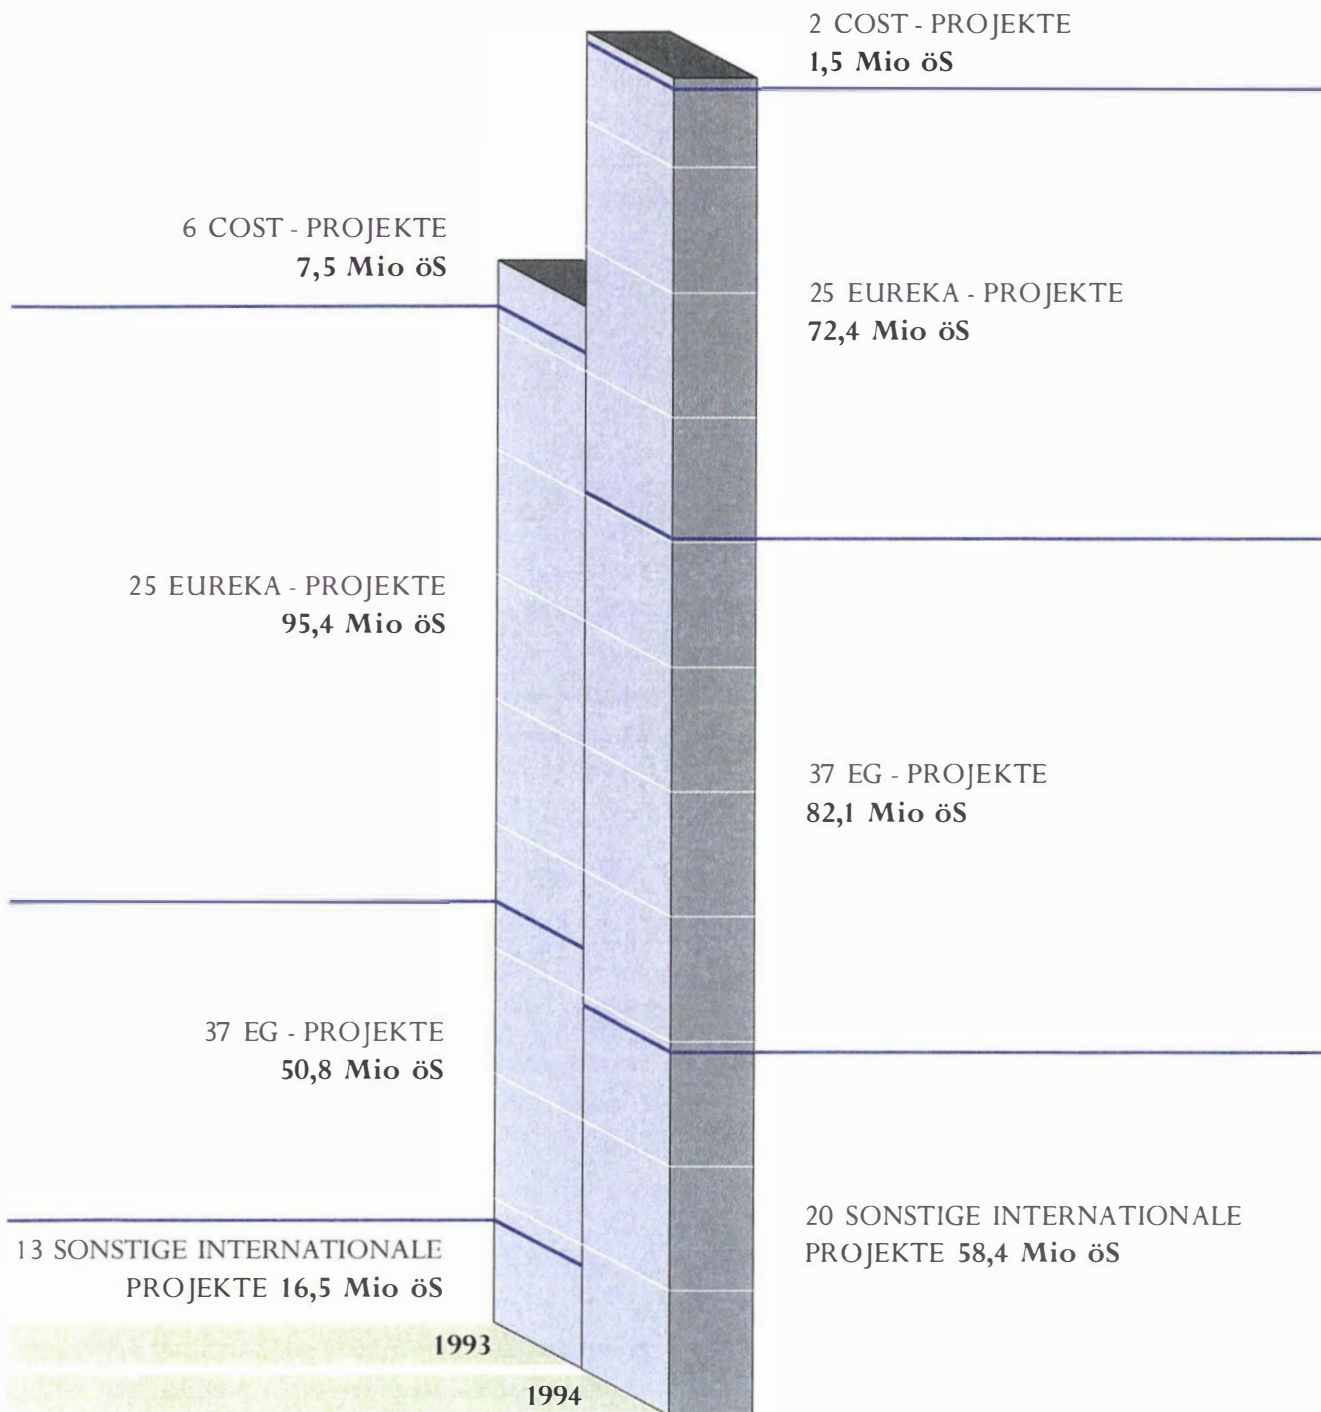 2 COST - PROJEKTE
1,5 Mio öS
6 COST - PROJEKTE
7,5 Mio öS
25 EUREKA - PROJEKTE
72,4 Mio öS
25 EUREKA - PROJEKTE
95,4 Mio öS
37 EG - PROJEKTE
82,1 Mio öS
37 EG - PROJEKTE
50,8 Mio öS
20 SONSTIGE INTERNATIONALE
PROJEKTE 58,4 Mio öS
13 SONSTIGE INTERNATIONALE
PROJEKTE 16,5 Mio öS
1993
1994